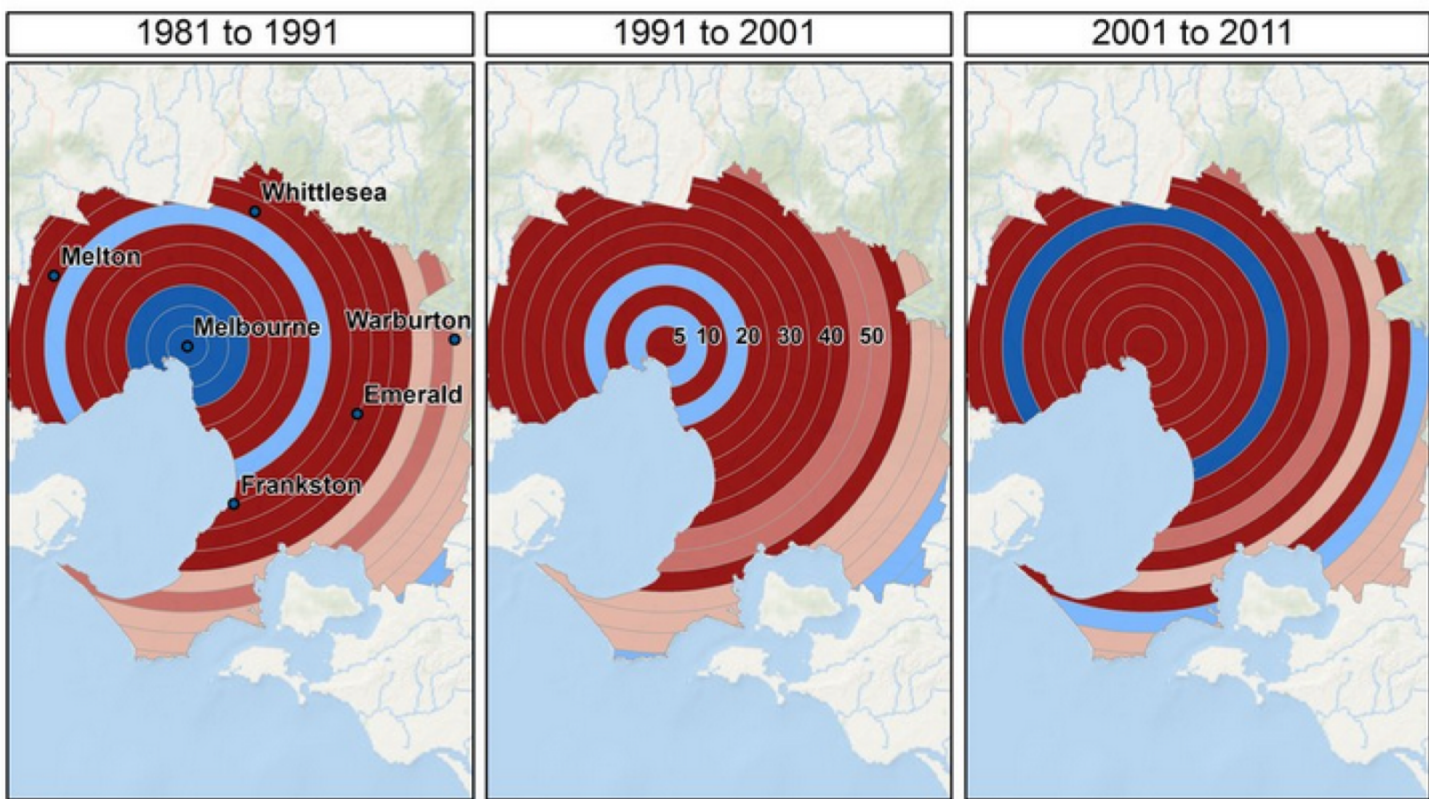 1981 to 1991
1991 to 2001
2001 to 2011
Whittlesea
Melton
Melbourne
Warburton
Emerald
Frankston
5 10 20 30 40 50